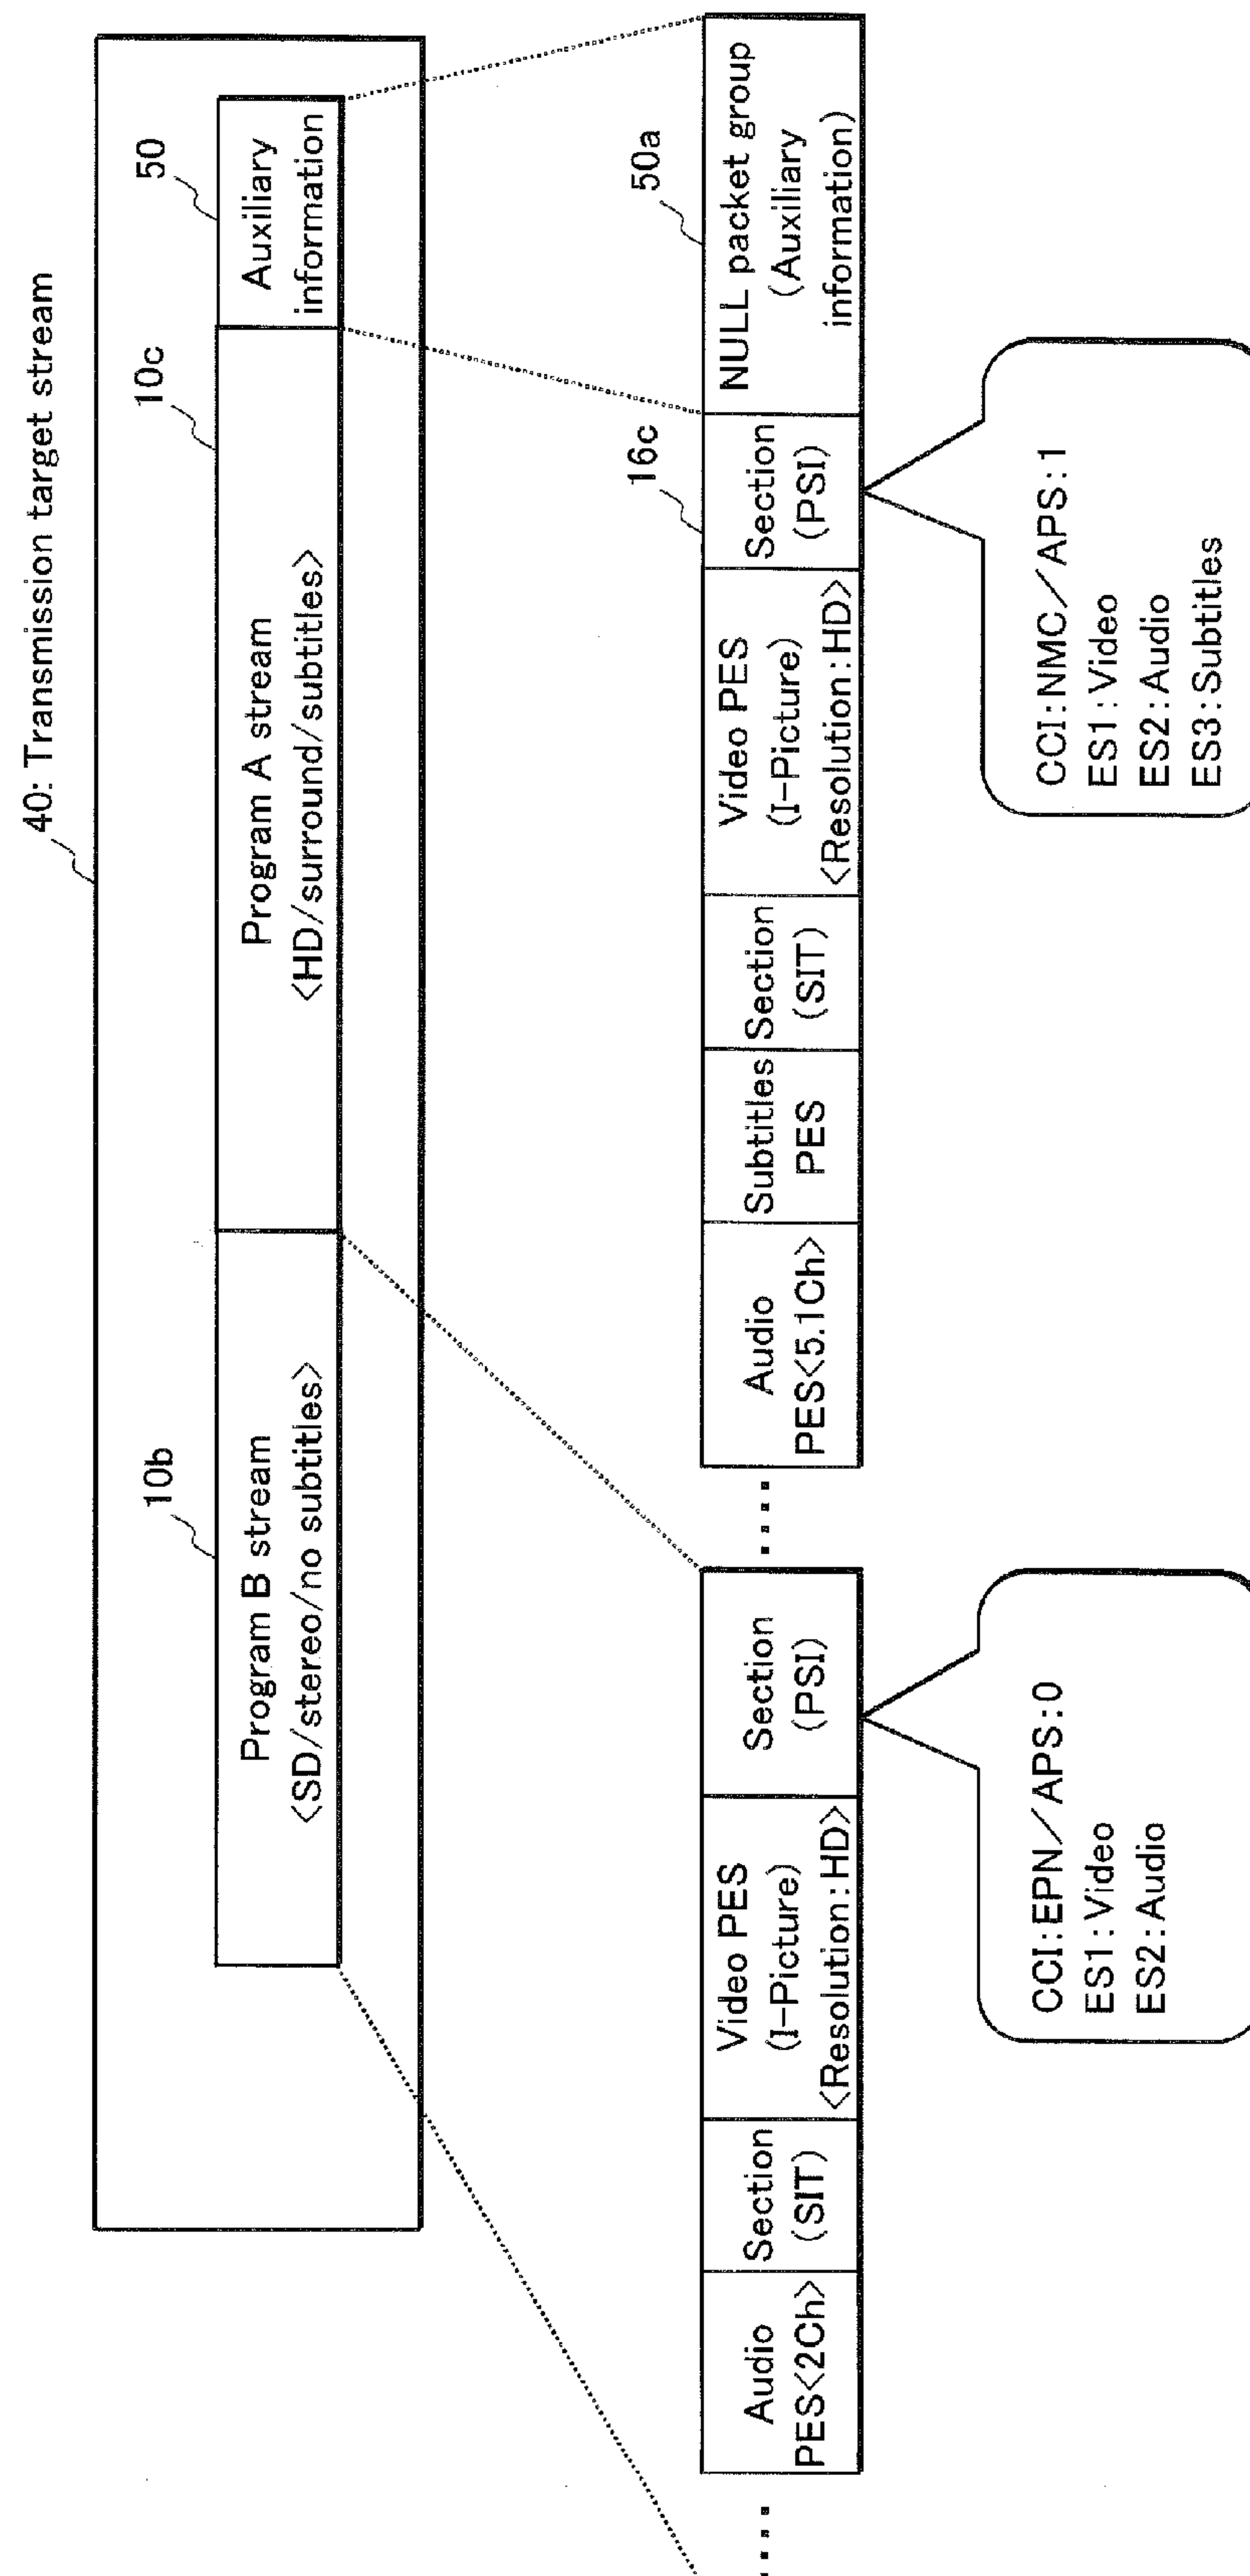 40: Transmission target stream
10b
10c
50
Program B stream
<SD/stereo/no subtitles>
Program A stream
<HD/surround/subtitles>
Auxiliary
information
16c
50a
Audio
PES<2Ch>
Section
(SIT)
Video PES
(I-Picture)
<Resolution:HD>
Section
(PSI)
Audio
PES<5.1Ch>
Subtitles
PES
Section
(SIT)
Video PES
(I-Picture)
<Resolution:HD>
Section
(PSI)
NULL packet group
(Auxiliary
information)
CCI:EPN/APS:0
ES1:Video
ES2:Audio
CCI:NMC/APS:1
ES1:Video
ES2:Audio
ES3:Subtitles